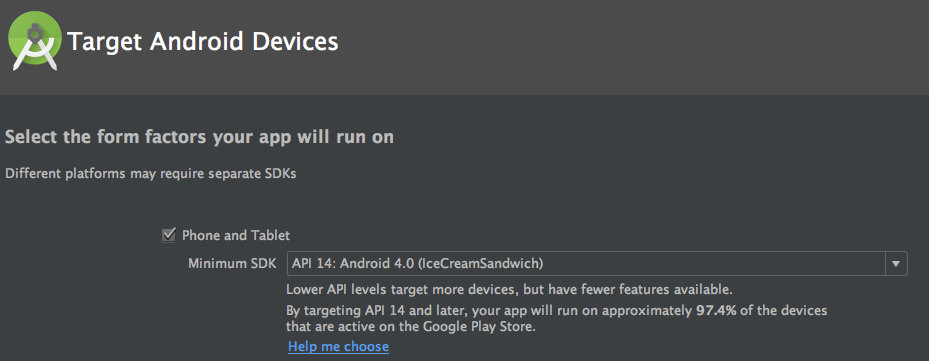 Target Android Devices
Select the form factors your app will run on
Different platforms may require separate SDKs
Phone and Tablet
Minimum SDK API 14: Android 4.0 (IceCreamSandwich)
Lower API levels target more devices, but have fewer features available.
By targeting API 14 and later, your app will run on approximately 97.4% of the devices
that are active on the Google Play Store.
Help me choose